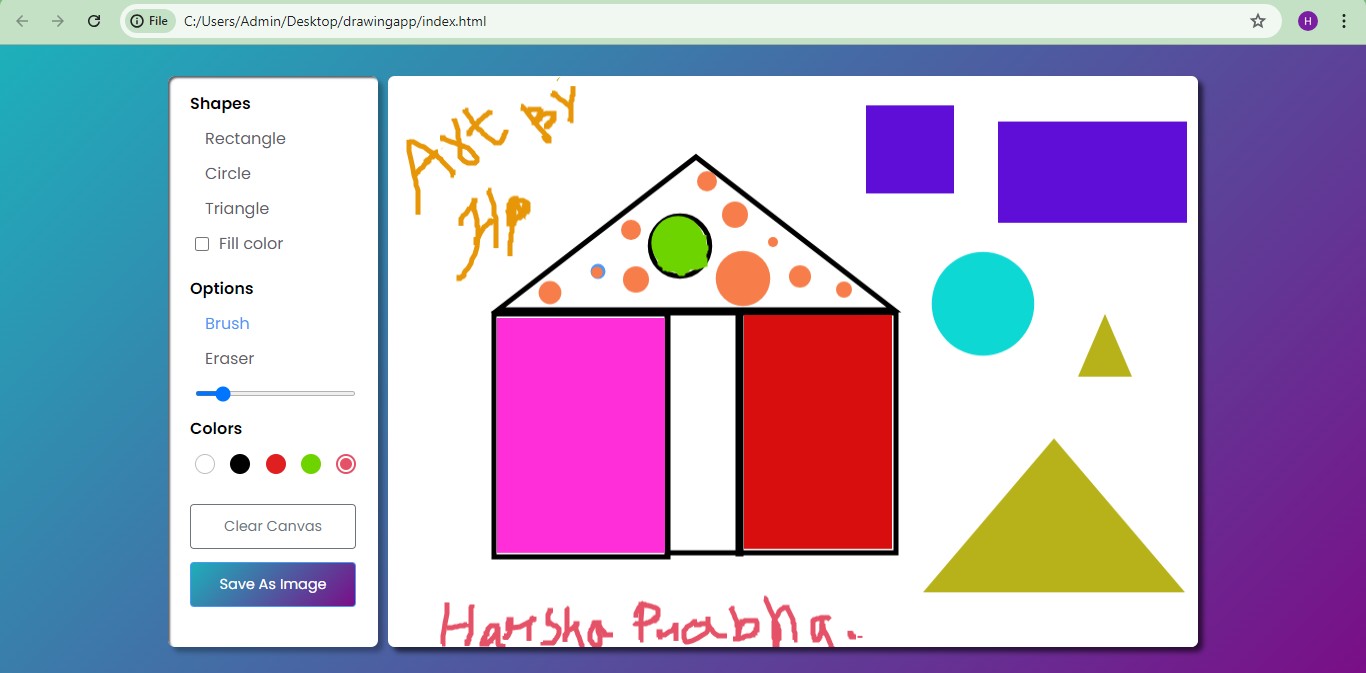 File C:/Users/Admin/Desktop/drawingapp/index.html
H
Shapes
Rectangle
Circle
Triangle
Fill color
Options
Brush
Eraser
Colors
Clear Canvas
Save As Image
Art by
HP
Harsha Prabha.